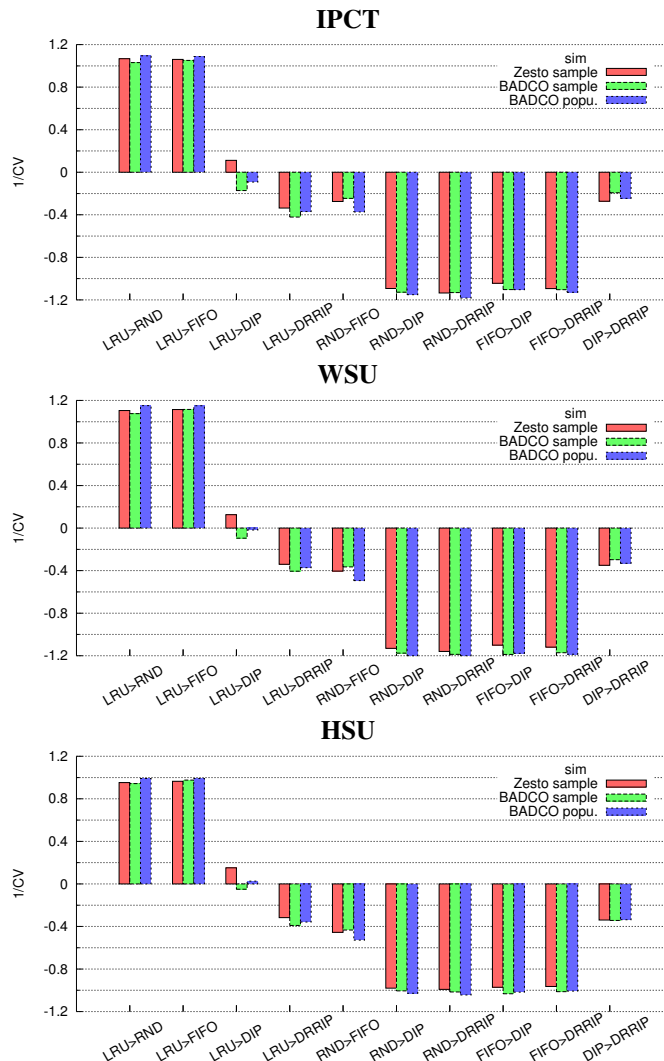 IPCT
1.2
0.8
0.4
0
-0.4
-0.8
-1.2
1/CV
sim
Zesto sample
BADCO sample
BADCO popu.
LRU>RND
LRU>FIFO
LRU>DIP
LRU>DRRIP
RND>FIFO
RND>DIP
RND>DRRIP
FIFO>DIP
FIFO>DRRIP
DIP>DRRIP
WSU
1.2
0.8
0.4
0
-0.4
-0.8
-1.2
1/CV
sim
Zesto sample
BADCO sample
BADCO popu.
LRU>RND
LRU>FIFO
LRU>DIP
LRU>DRRIP
RND>FIFO
RND>DIP
RND>DRRIP
FIFO>DIP
FIFO>DRRIP
DIP>DRRIP
HSU
1.2
0.8
0.4
0
-0.4
-0.8
-1.2
1/CV
sim
Zesto sample
BADCO sample
BADCO popu.
LRU>RND
LRU>FIFO
LRU>DIP
LRU>DRRIP
RND>FIFO
RND>DIP
RND>DRRIP
FIFO>DIP
FIFO>DRRIP
DIP>DRRIP